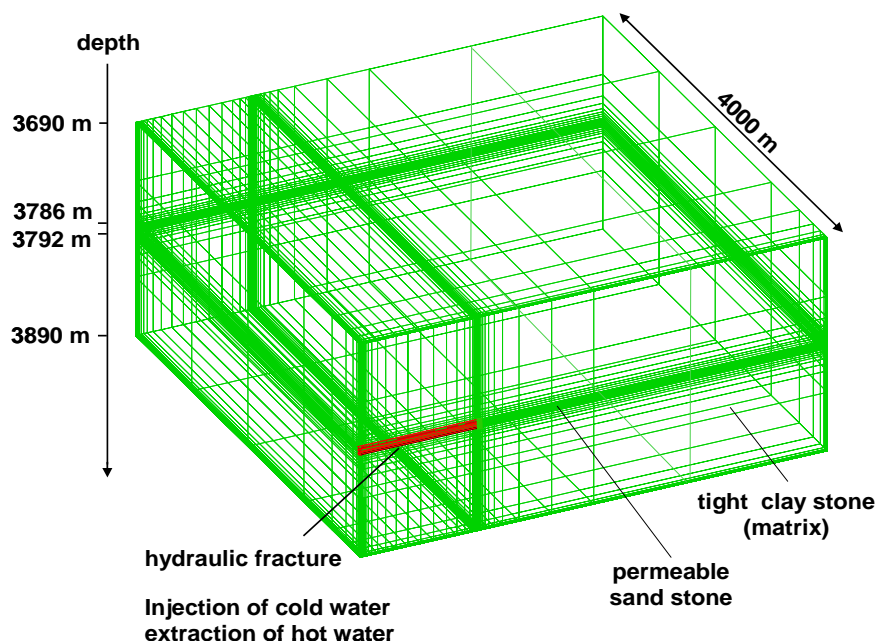 depth
4000 m
3690 m
3786 m
3792 m
3890 m
tight clay stone
(matrix)
hydraulic fracture
permeable
sand stone
Injection of cold water
extraction of hot water